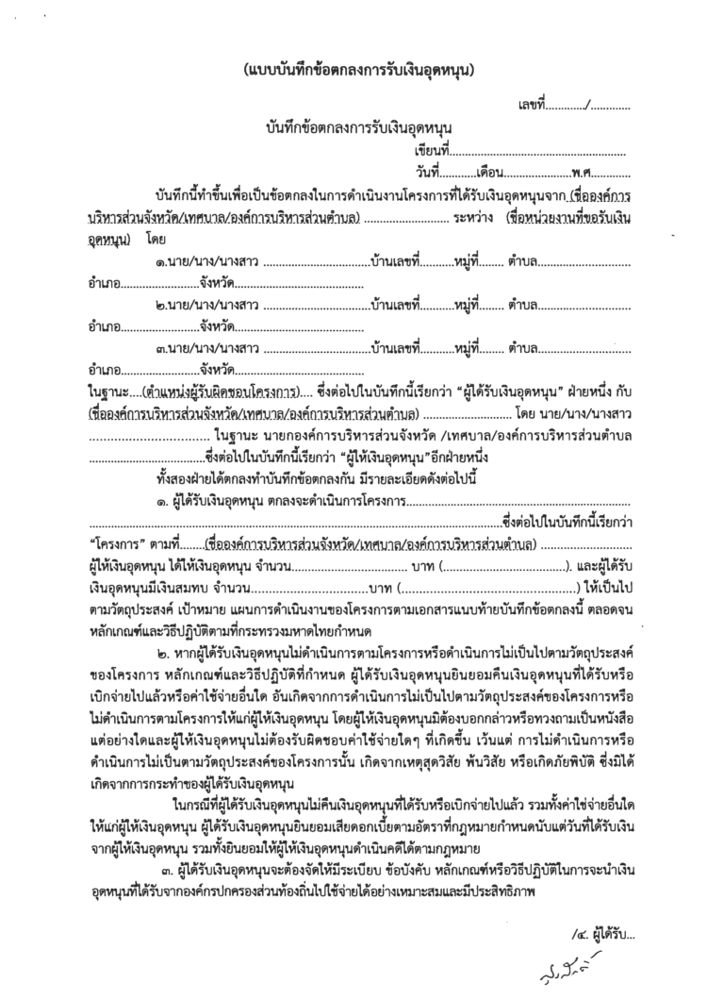 (แบบบันทึกข้อตกลงการรับเงินอุดหนุน)
เลขที่............./.............
บันทึกข้อตกลงการรับเงินอุดหนุน
เขียนที่..........................................................
วันที่............เดือน......................พ.ศ.............
บันทึกนี้ทำขึ้นเพื่อเป็นข้อตกลงในการดำเนินงานโครงการที่ได้รับเงินอุดหนุนจาก (ชื่อองค์การ
บริหารส่วนจังหวัด/เทศบาล/องค์การบริหารส่วนตำบล) ............................ ระหว่าง (ชื่อหน่วยงานที่ขอรับเงิน
อุดหนุน) โดย
๑.นาย/นาง/นางสาว ...................................บ้านเลขที่...........หมู่ที่........ ตำบล..............................
อำเภอ.........................จังหวัด..........................................
๒.นาย/นาง/นางสาว ...................................บ้านเลขที่...........หมู่ที่........ ตำบล..............................
อำเภอ.........................จังหวัด..........................................
๓.นาย/นาง/นางสาว ...................................บ้านเลขที่...........หมู่ที่........ ตำบล..............................
อำเภอ.........................จังหวัด..........................................
ในฐานะ....(ตำแหน่งผู้รับผิดชอบโครงการ).... ซึ่งต่อไปในบันทึกนี้เรียกว่า “ผู้ได้รับเงินอุดหนุน” ฝ่ายหนึ่ง กับ
(ชื่อองค์การบริหารส่วนจังหวัด/เทศบาล/องค์การบริหารส่วนตำบล) ............................. โดย นาย/นาง/นางสาว
................................. ในฐานะ นายกองค์การบริหารส่วนจังหวัด /เทศบาล/องค์การบริหารส่วนตำบล
......................................ซึ่งต่อไปในบันทึกนี้เรียกว่า “ผู้ให้เงินอุดหนุน”อีกฝ่ายหนึ่ง
ทั้งสองฝ่ายได้ตกลงทำบันทึกข้อตกลงกัน มีรายละเอียดดังต่อไปนี้
๑. ผู้ได้รับเงินอุดหนุน ตกลงจะดำเนินการโครงการ.........................................................................
.......................................................................................................................................ซึ่งต่อไปในบันทึกนี้เรียกว่า
“โครงการ” ตามที่........(ชื่อองค์การบริหารส่วนจังหวัด/เทศบาล/องค์การบริหารส่วนตำบล) ..............................
ผู้ให้เงินอุดหนุน ได้ให้เงินอุดหนุน จำนวน...................................... บาท (........................................). และผู้ได้รับ
เงินอุดหนุนมีเงินสมทบ จำนวน......................................บาท (.........................................................) ให้เป็นไป
ตามวัตถุประสงค์ เป้าหมาย แผนการดำเนินงานของโครงการตามเอกสารแนบท้ายบันทึกข้อตกลงนี้ ตลอดจน
หลักเกณฑ์และวิธีปฏิบัติตามที่กระทรวงมหาดไทยกำหนด
๒. หากผู้ได้รับเงินอุดหนุนไม่ดำเนินการตามโครงการหรือดำเนินการไม่เป็นไปตามวัตถุประสงค์
ของโครงการ หลักเกณฑ์และวิธีปฏิบัติที่กำหนด ผู้ได้รับเงินอุดหนุนยินยอมคืนเงินอุดหนุนที่ได้รับหรือ
เบิกจ่ายไปแล้วหรือค่าใช้จ่ายอื่นใด อันเกิดจากการดำเนินการไม่เป็นไปตามวัตถุประสงค์ของโครงการหรือ
ไม่ดำเนินการตามโครงการให้แก่ผู้ให้เงินอุดหนุน โดยผู้ให้เงินอุดหนุนมิต้องบอกกล่าวหรือทวงถามเป็นหนังสือ
แต่อย่างใดและผู้ให้เงินอุดหนุนไม่ต้องรับผิดชอบค่าใช้จ่ายใดๆ ที่เกิดขึ้น เว้นแต่ การไม่ดำเนินการหรือ
ดำเนินการไม่เป็นตามวัตถุประสงค์ของโครงการนั้น เกิดจากเหตุสุดวิสัย พ้นวิสัย หรือเกิดภัยพิบัติ ซึ่งมิได้
เกิดจากการกระทำของผู้ได้รับเงินอุดหนุน
ในกรณีที่ผู้ได้รับเงินอุดหนุนไม่คืนเงินอุดหนุนที่ได้รับหรือเบิกจ่ายไปแล้ว รวมทั้งค่าใช้จ่ายอื่นใด
ให้แก่ผู้ให้เงินอุดหนุน ผู้ได้รับเงินอุดหนุนยินยอมเสียดอกเบี้ยตามอัตราที่กฎหมายกำหนดนับแต่วันที่ได้รับเงิน
จากผู้ให้เงินอุดหนุน รวมทั้งยินยอมให้ผู้ให้เงินอุดหนุนดำเนินคดีได้ตามกฎหมาย
๓. ผู้ได้รับเงินอุดหนุนจะต้องจัดให้มีระเบียบ ข้อบังคับ หลักเกณฑ์หรือวิธีปฏิบัติในการจะนำเงิน
อุดหนุนที่ได้รับจากองค์กรปกครองส่วนท้องถิ่นไปใช้จ่ายได้อย่างเหมาะสมและมีประสิทธิภาพ
/๔. ผู้ได้รับ...